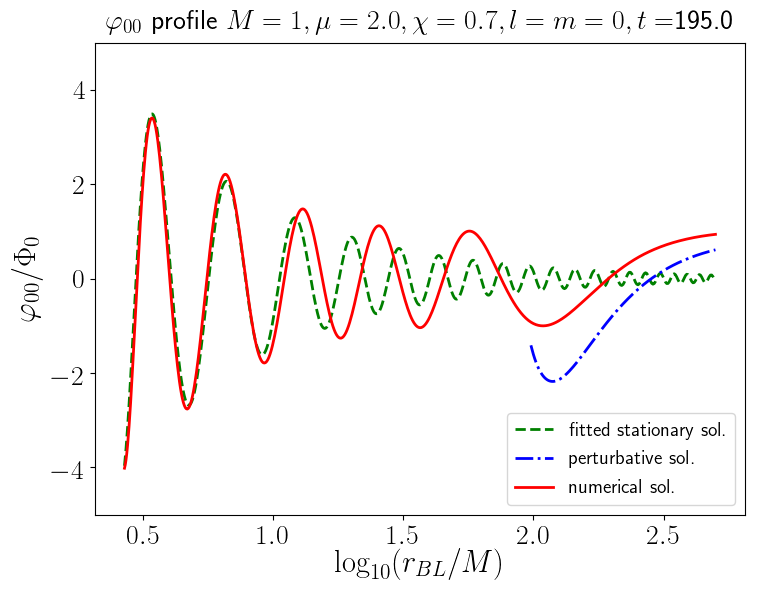 φ₀₀ profile M = 1, μ = 2.0, χ = 0.7, l = m = 0, t =195.0
φ₀₀/Φ₀
4
2
0
−2
−4
fitted stationary sol.
perturbative sol.
numerical sol.
0.5 1.0 1.5 2.0 2.5
log₁₀(r_BL/M)